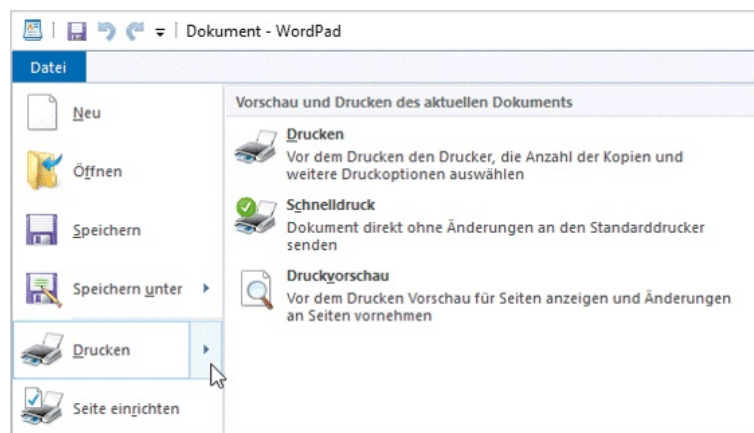 Dokument - WordPad
Datei
Neu
Öffnen
Speichern
Speichern unter
Drucken
Seite einrichten
Vorschau und Drucken des aktuellen Dokuments
Drucken
Vor dem Drucken den Drucker, die Anzahl der Kopien und
weitere Druckoptionen auswählen
Schnelldruck
Dokument direkt ohne Änderungen an den Standarddrucker
senden
Druckvorschau
Vor dem Drucken Vorschau für Seiten anzeigen und Änderungen
an Seiten vornehmen